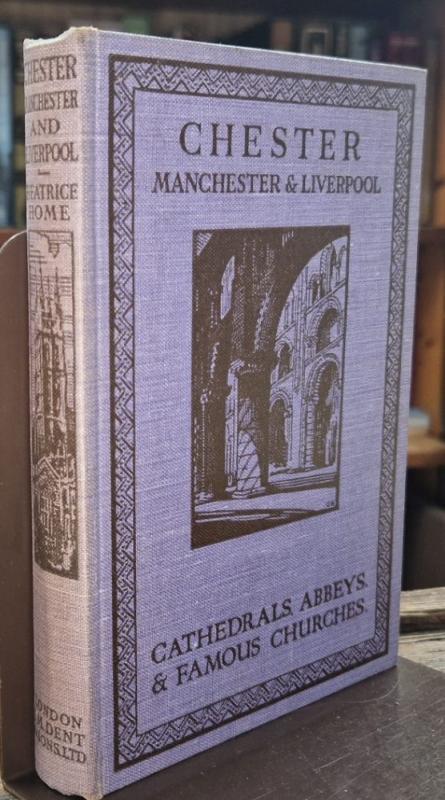 CHESTER
MANCHESTER
AND
LIVERPOOL
BEATRICE
HOME
LONDON
J.M.DENT
&SONS.LTD
CHESTER
MANCHESTER & LIVERPOOL
CATHEDRALS, ABBEYS,
& FAMOUS CHURCHES.